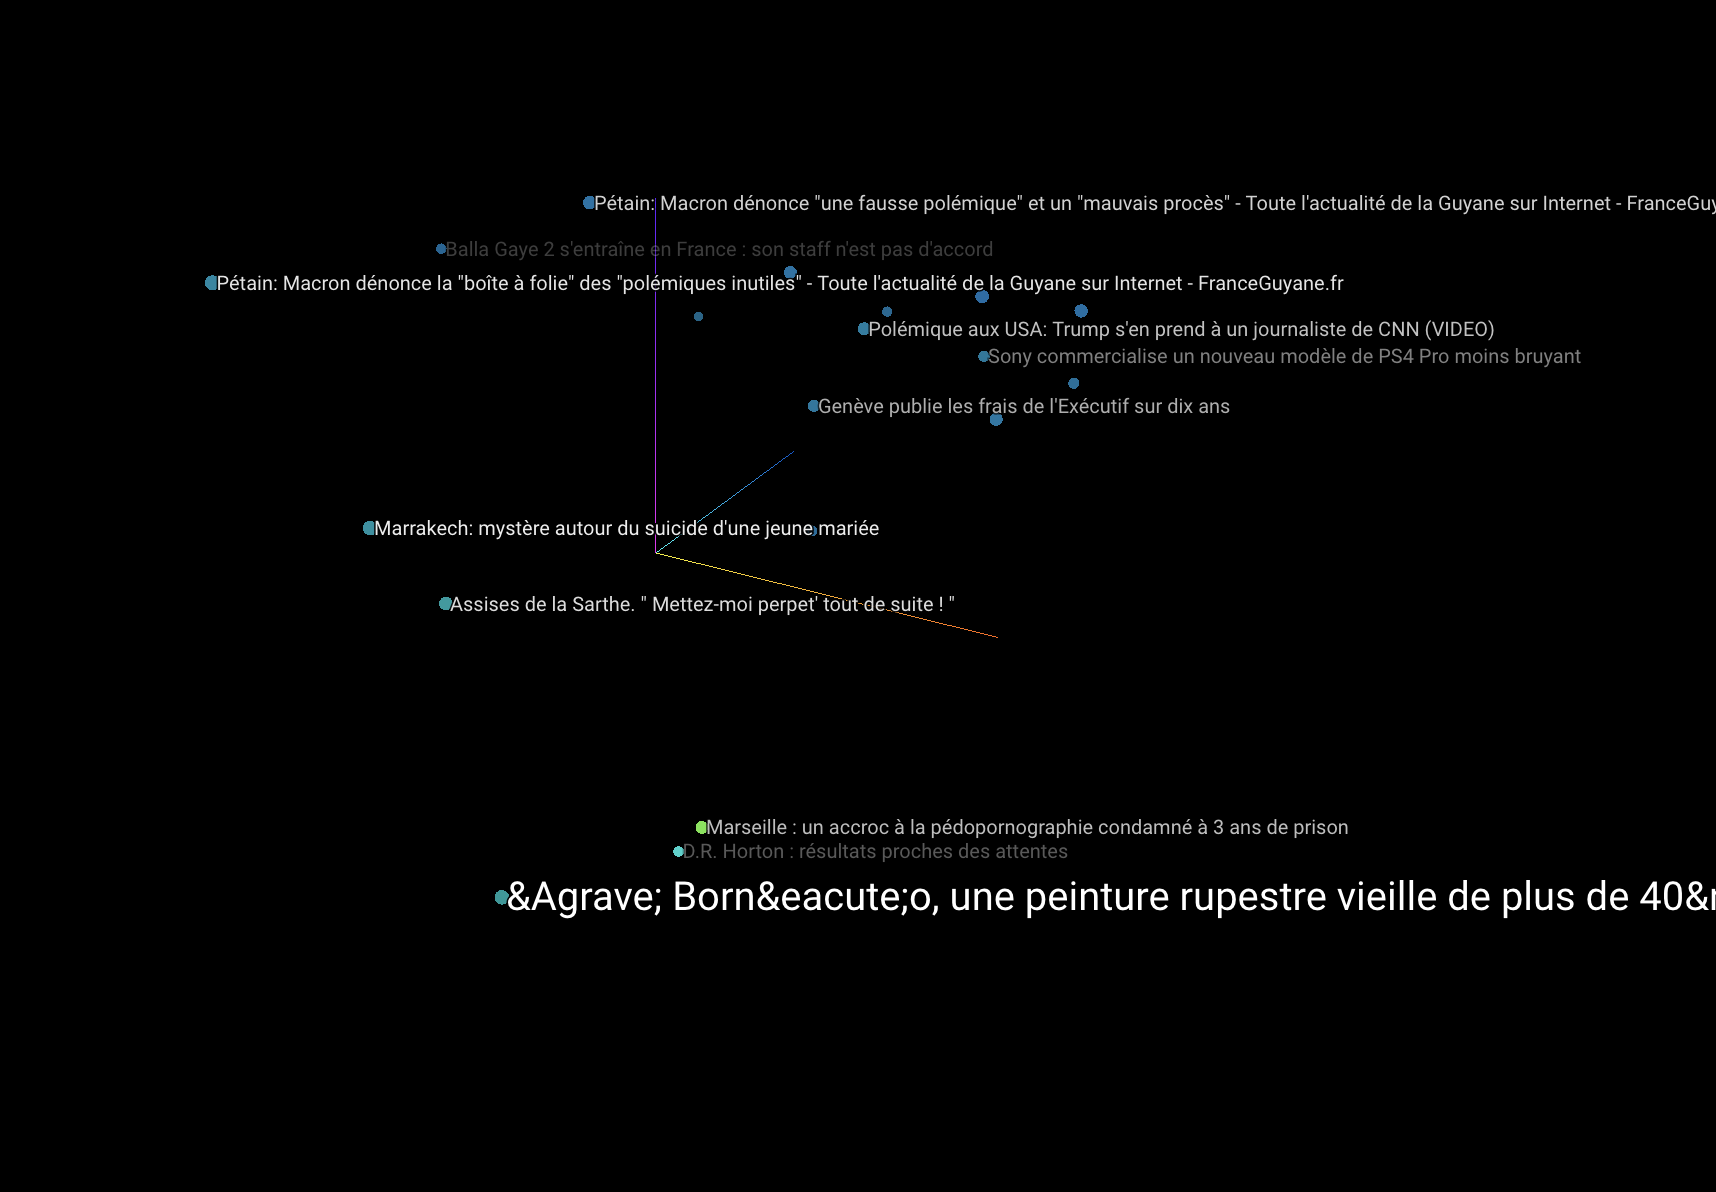 Pétain: Macron dénonce "une fausse polémique" et un "mauvais procès" - Toute l'actualité de la Guyane sur Internet - FranceGuy
Balla Gaye 2 s'entraîne en France : son staff n'est pas d'accord
Pétain: Macron dénonce la "boîte à folie" des "polémiques inutiles" - Toute l'actualité de la Guyane sur Internet - FranceGuyane.fr
Polémique aux USA: Trump s'en prend à un journaliste de CNN (VIDEO)
Sony commercialise un nouveau modèle de PS4 Pro moins bruyant
Genève publie les frais de l'Exécutif sur dix ans
Marrakech: mystère autour du suicide d'une jeune mariée
Assises de la Sarthe. " Mettez-moi perpet' tout de suite ! "
Marseille : un accroc à la pédopornographie condamné à 3 ans de prison
D.R. Horton : résultats proches des attentes
&Agrave; Born&eacute;o, une peinture rupestre vieille de plus de 40&